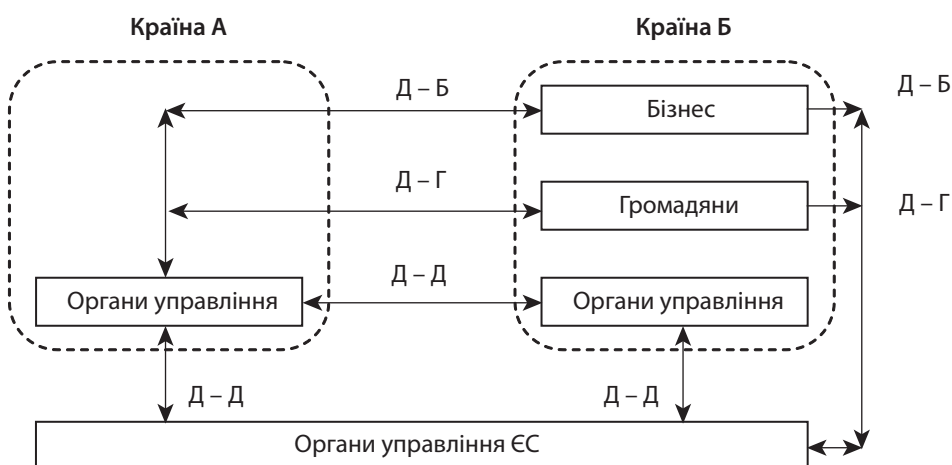 Країна А
Країна Б
Д – Б
Бізнес
Д – Б
Д – Г
Громадяни
Д – Г
Органи управління
Д – Д
Органи управління
Д – Д
Д – Д
Органи управління ЄС